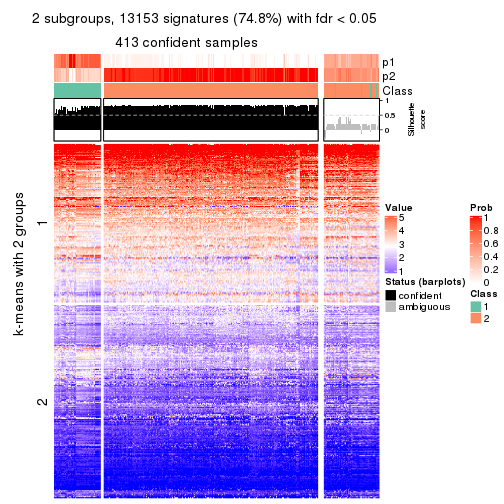 2 subgroups, 13153 signatures (74.8%) with fdr < 0.05
413 confident samples
p1
p2
Class
1
0.5
0
Silhouette
score
k-means with 2 groups
1
2
Value
5
4
3
2
1
Status (barplots)
confident
ambiguous
Prob
1
0.8
0.6
0.4
0.2
0
Class
1
2